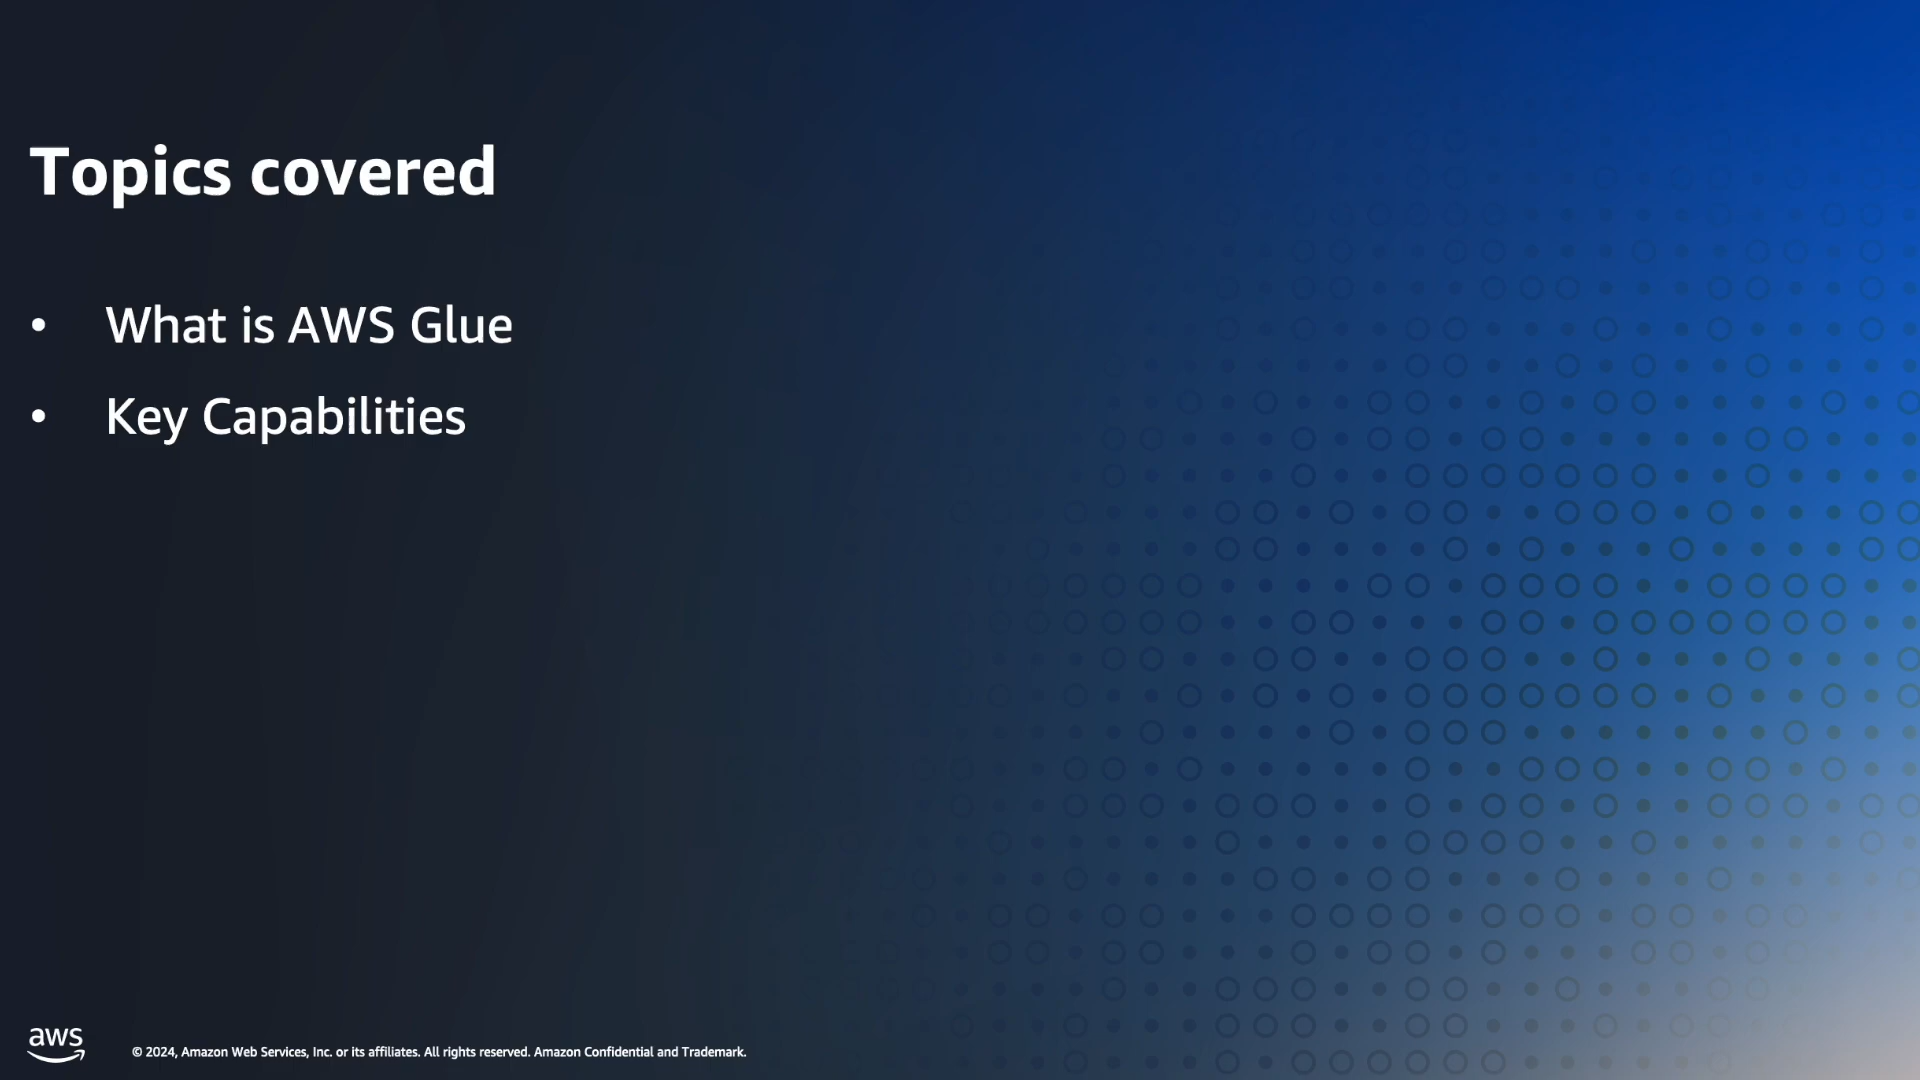 Topics covered
• What is AWS Glue
• Key Capabilities
aws
© 2024, Amazon Web Services, Inc. or its affiliates. All rights reserved. Amazon Confidential and Trademark.